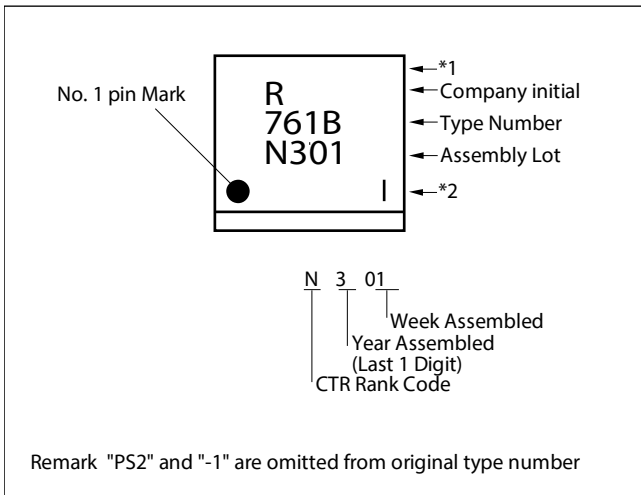 *1
No. 1 pin Mark
R
Company initial
761B
Type Number
N301
Assembly Lot
I
*2
N 3 01
Week Assembled
Year Assembled
(Last 1 Digit)
CTR Rank Code
Remark "PS2" and "-1" are omitted from original type number